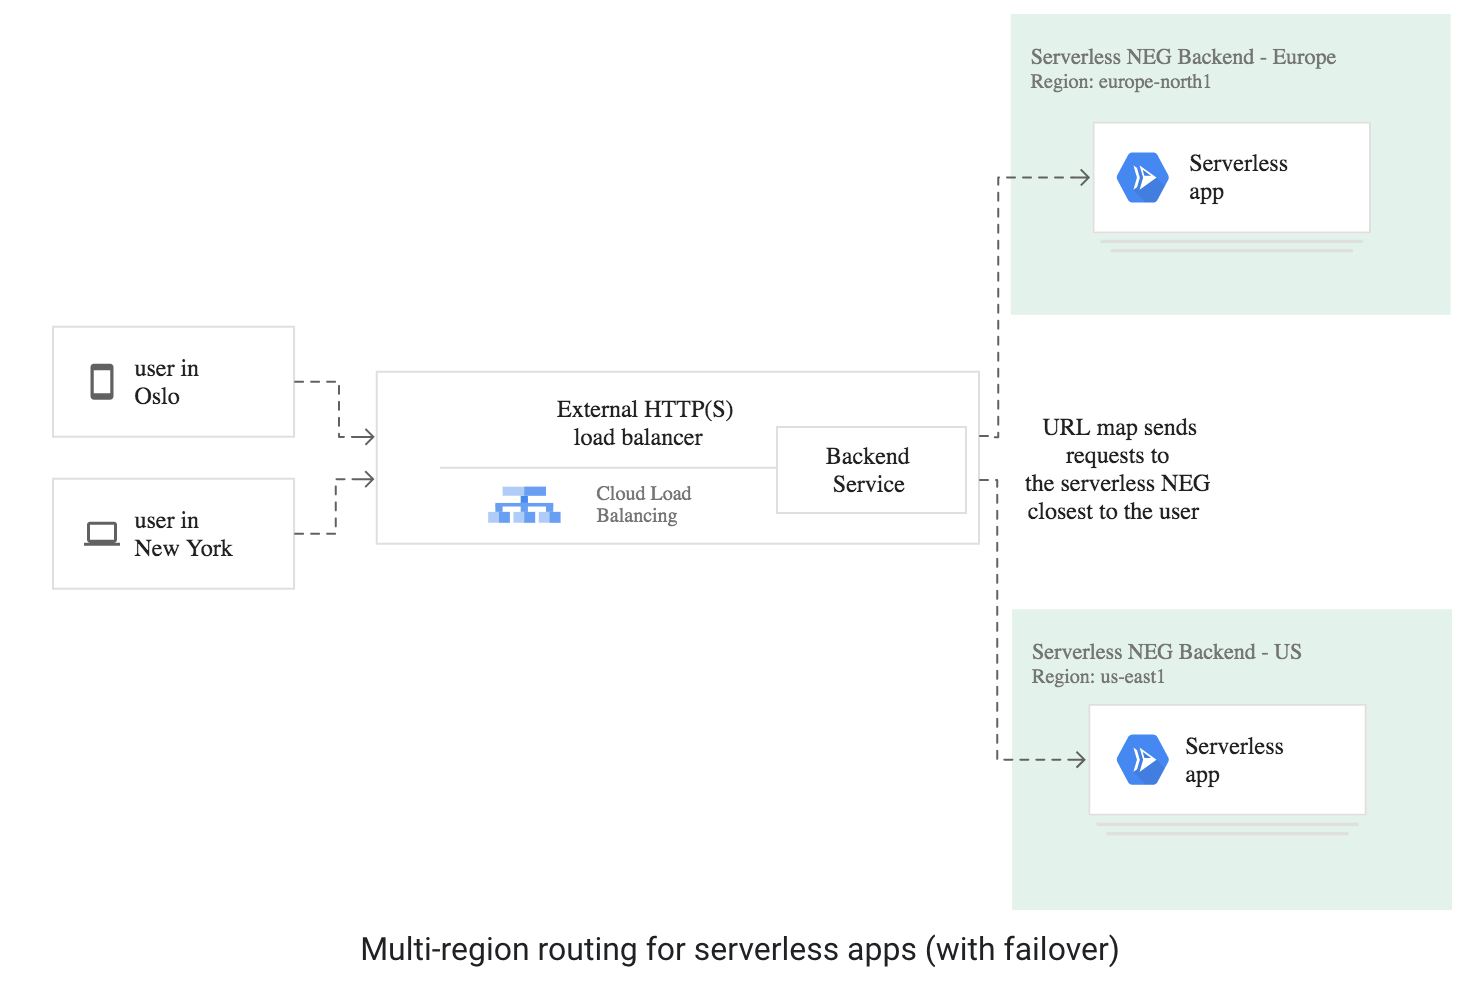 Serverless NEG Backend - Europe
Region: europe-north1
Serverless
app
user in
Oslo
user in
New York
External HTTP(S)
load balancer
Cloud Load
Balancing
Backend
Service
URL map sends
requests to
the serverless NEG
closest to the user
Serverless NEG Backend - US
Region: us-east1
Serverless
app
Multi-region routing for serverless apps (with failover)